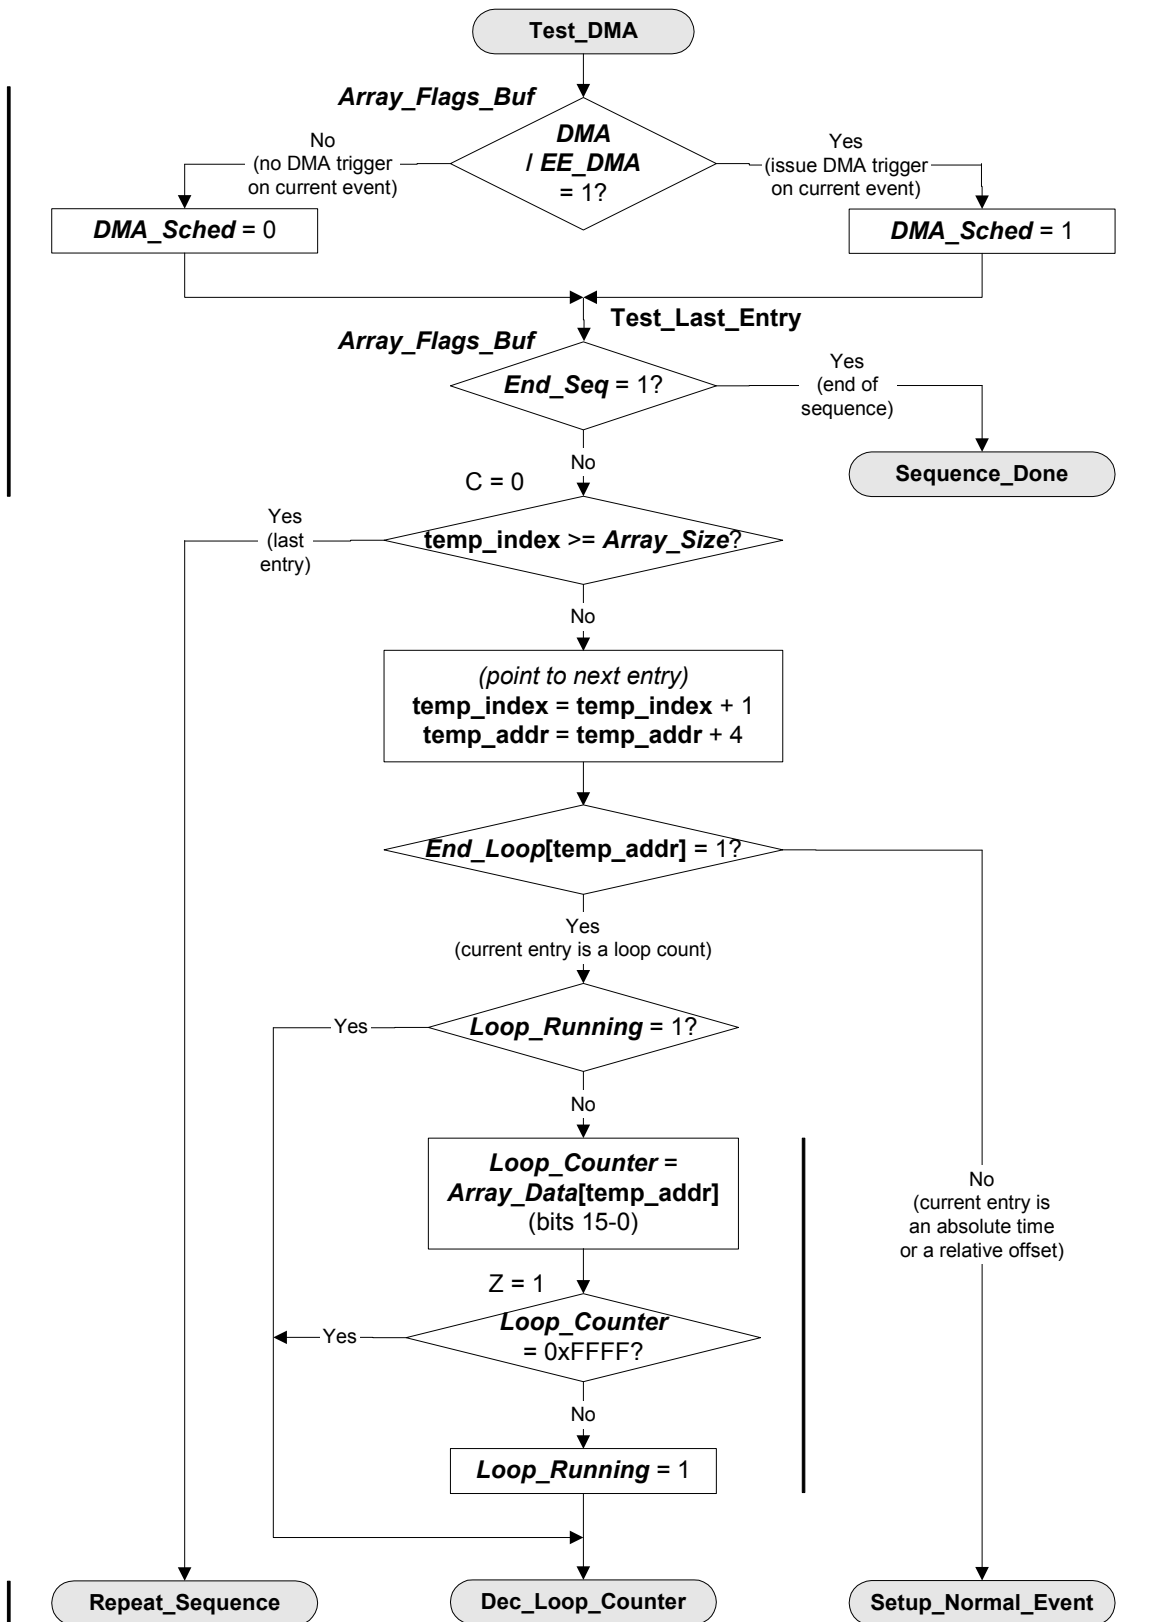 Test_DMA
Array_Flags_Buf
DMA
/ EE_DMA
= 1?
No
(no DMA trigger
on current event)
Yes
(issue DMA trigger
on current event)
DMA_Sched = 0
DMA_Sched = 1
Test_Last_Entry
Array_Flags_Buf
End_Seq = 1?
Yes
(end of
sequence)
Sequence_Done
No
C = 0
temp_index >= Array_Size?
Yes
(last
entry)
No
(point to next entry)
temp_index = temp_index + 1
temp_addr = temp_addr + 4
End_Loop[temp_addr] = 1?
Yes
(current entry is a loop count)
Loop_Running = 1?
Yes
No
Loop_Counter =
Array_Data[temp_addr]
(bits 15-0)
No
(current entry is
an absolute time
or a relative offset)
Z = 1
Loop_Counter
= 0xFFFF?
Yes
No
Loop_Running = 1
Repeat_Sequence
Dec_Loop_Counter
Setup_Normal_Event